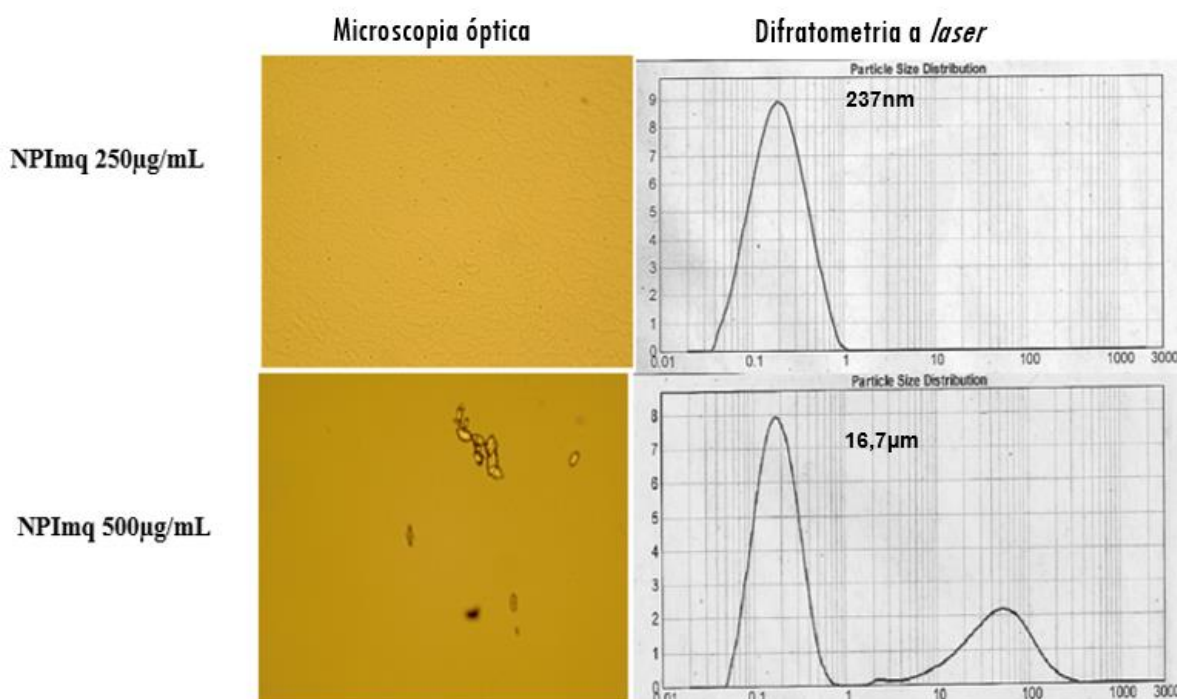 Microscopia óptica
Difratometria a laser
Particle Size Distribution
237nm
NPImq 250µg/mL
9
8
7
6
5
4
3
2
1
0
0.01 0.1 1 10 100 1000 3000
Particle Size Distribution
16,7µm
NPImq 500µg/mL
8
7
6
5
4
3
2
1
0
0.01 0.1 1 10 100 1000 3000